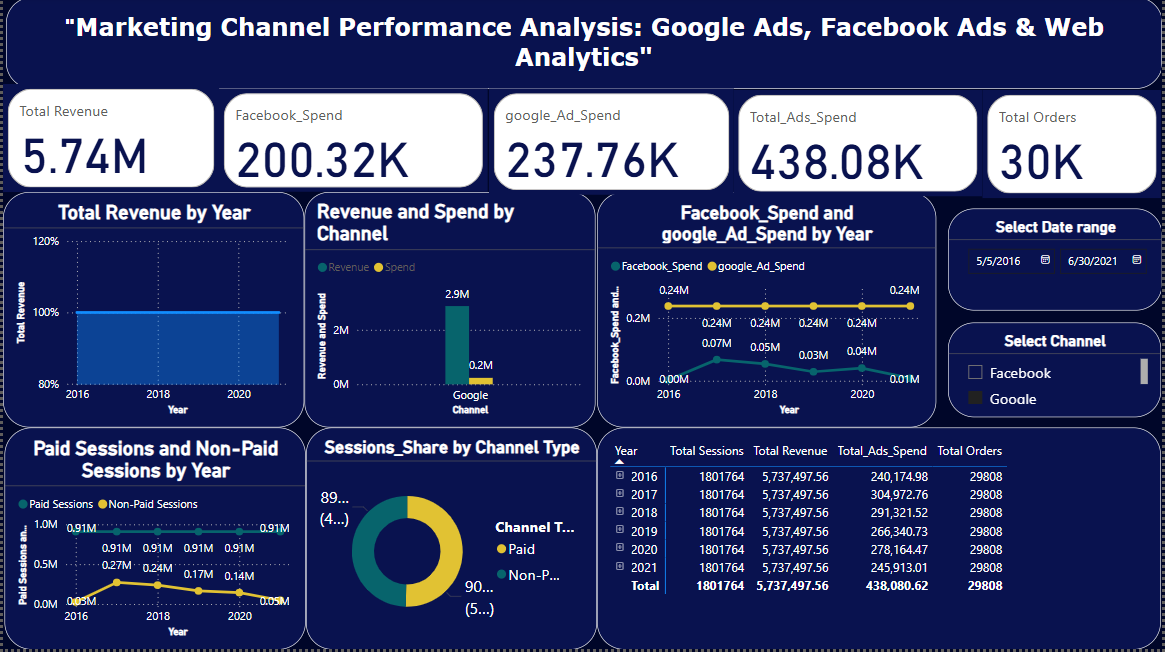 "Marketing Channel Performance Analysis: Google Ads, Facebook Ads & Web
Analytics"
Total Revenue
5.74M
Facebook_Spend
200.32K
google_Ad_Spend
237.76K
Total_Ads_Spend
438.08K
Total Orders
30K
Total Revenue by Year
120%
100%
80%
Total Revenue
2016
2018
2020
Year
Revenue and Spend by
Channel
Revenue
Spend
Revenue and Spend
2.9M
2M
0.2M
0M
Google
Channel
Facebook_Spend and
google_Ad_Spend by Year
Facebook_Spend
google_Ad_Spend
Facebook_Spend and...
0.24M
0.24M
0.2M
0.24M
0.24M
0.24M
0.24M
0.07M
0.05M
0.03M
0.04M
0.0M
0.00M
0.01M
2016
2018
2020
Year
Select Date range
5/5/2016
6/30/2021
Select Channel
Facebook
Google
Paid Sessions and Non-Paid
Sessions by Year
Paid Sessions
Non-Paid Sessions
Paid Sessions an...
1.0M
0.91M
0.91M
0.91M
0.91M
0.91M
0.91M
0.5M
0.27M
0.24M
0.17M
0.14M
0.0M
0.03M
0.05M
2016
2018
2020
Year
Sessions_Share by Channel Type
89...
(4...)
90...
(5...)
Channel T...
Paid
Non-P...
Year Total Sessions Total Revenue Total_Ads_Spend Total Orders
2016 1801764 5,737,497.56 240,174.98 29808
2017 1801764 5,737,497.56 304,972.76 29808
2018 1801764 5,737,497.56 291,321.52 29808
2019 1801764 5,737,497.56 266,340.73 29808
2020 1801764 5,737,497.56 278,164.47 29808
2021 1801764 5,737,497.56 245,913.01 29808
Total 1801764 5,737,497.56 438,080.62 29808